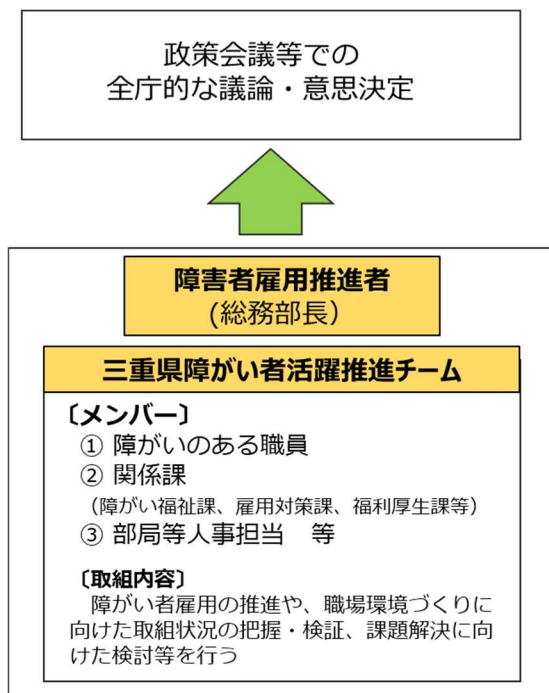 政策会議等での
全庁的な議論・意思決定
障害者雇用推進者
(総務部長）
三重県障がい者活躍推進チーム
〔メンバー〕
① 障がいのある職員
② 関係課
（障がい福祉課、雇用対策課、福利厚生課等）
③ 部局等人事担当　等
〔取組内容〕
障がい者雇用の推進や、職場環境づくりに
向けた取組状況の把握・検証、課題解決に向
けた検討等を行う